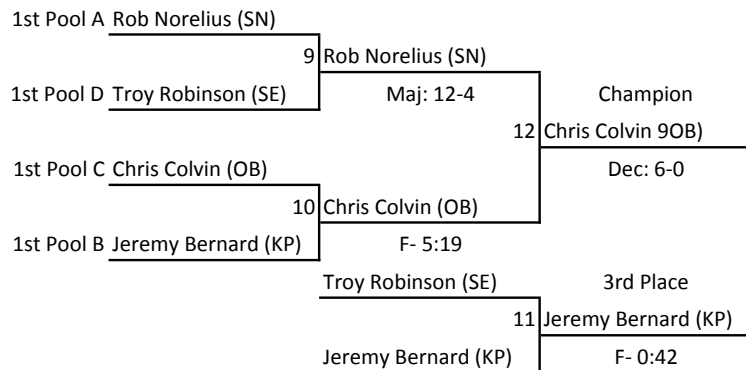 1st Pool A Rob Norelius (SN)
9 Rob Norelius (SN)
1st Pool D Troy Robinson (SE) Maj: 12-4 Champion
12 Chris Colvin 9OB)
1st Pool C Chris Colvin (OB) Dec: 6-0
10 Chris Colvin (OB)
1st Pool B Jeremy Bernard (KP) F- 5:19
Troy Robinson (SE) 3rd Place
11 Jeremy Bernard (KP)
Jeremy Bernard (KP) F- 0:42